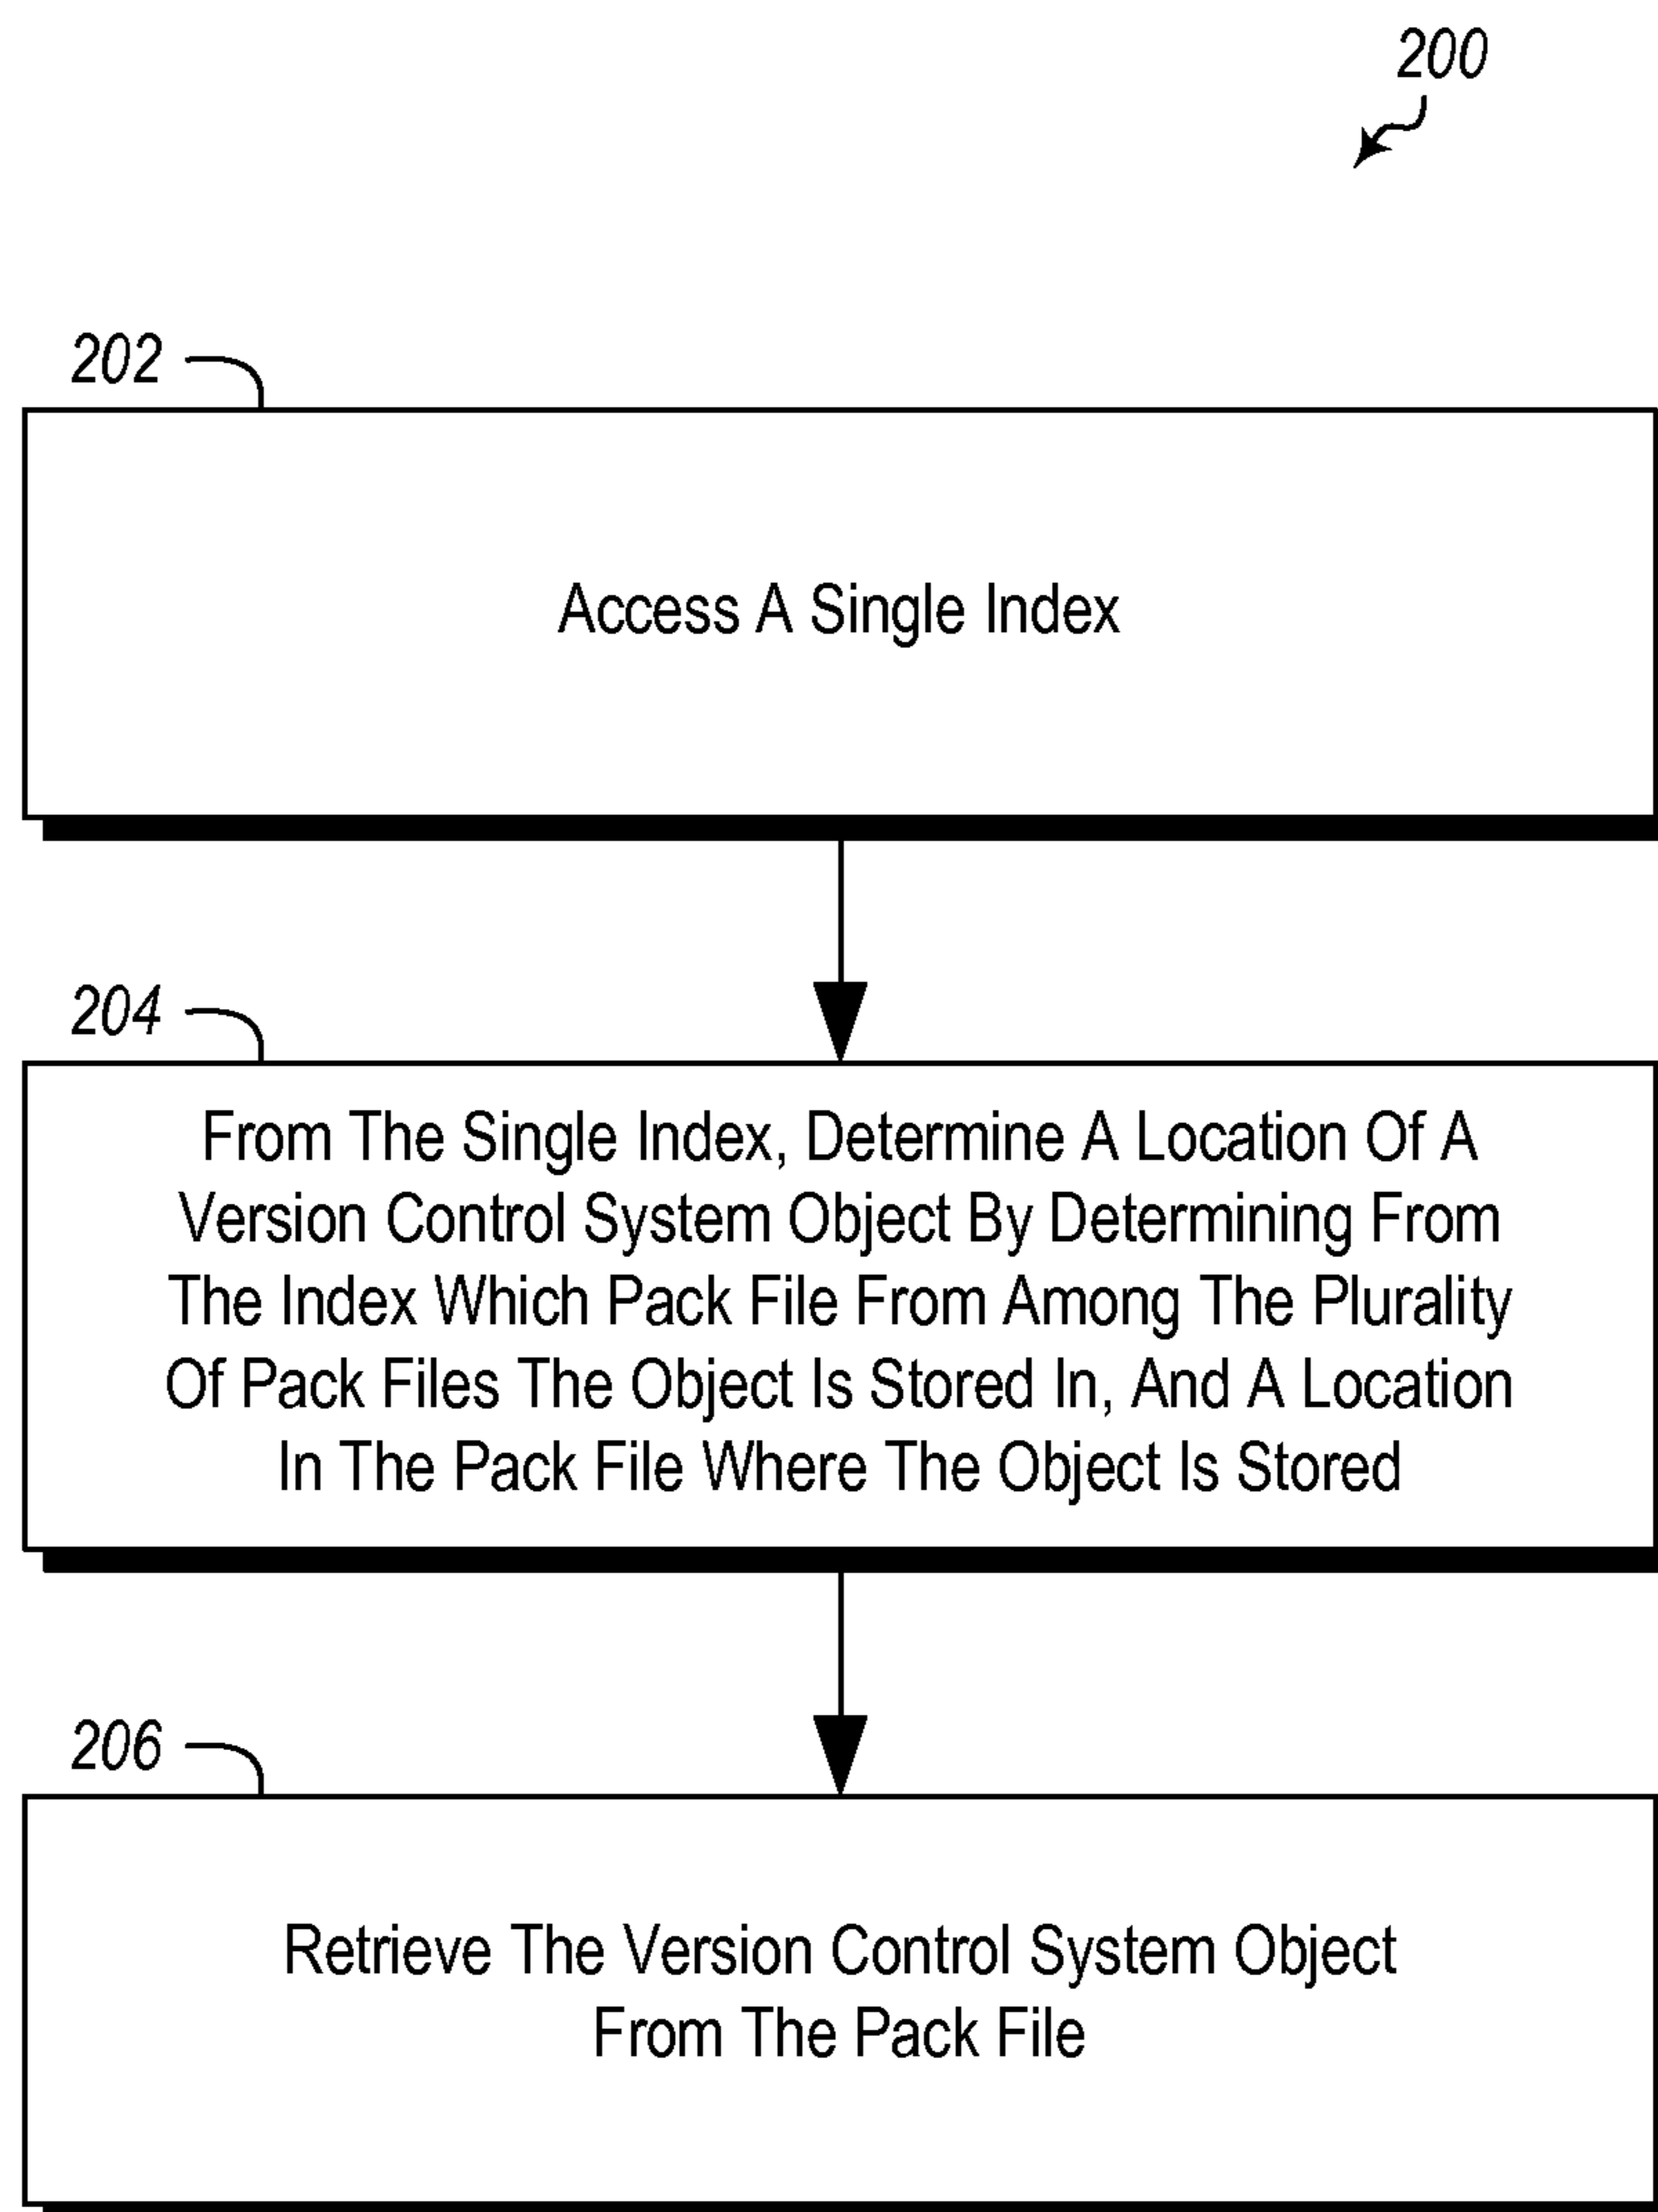 200
202
Access A Single Index
204
From The Single Index, Determine A Location Of A
Version Control System Object By Determining From
The Index Which Pack File From Among The Plurality
Of Pack Files The Object Is Stored In, And A Location
In The Pack File Where The Object Is Stored
206
Retrieve The Version Control System Object
From The Pack File